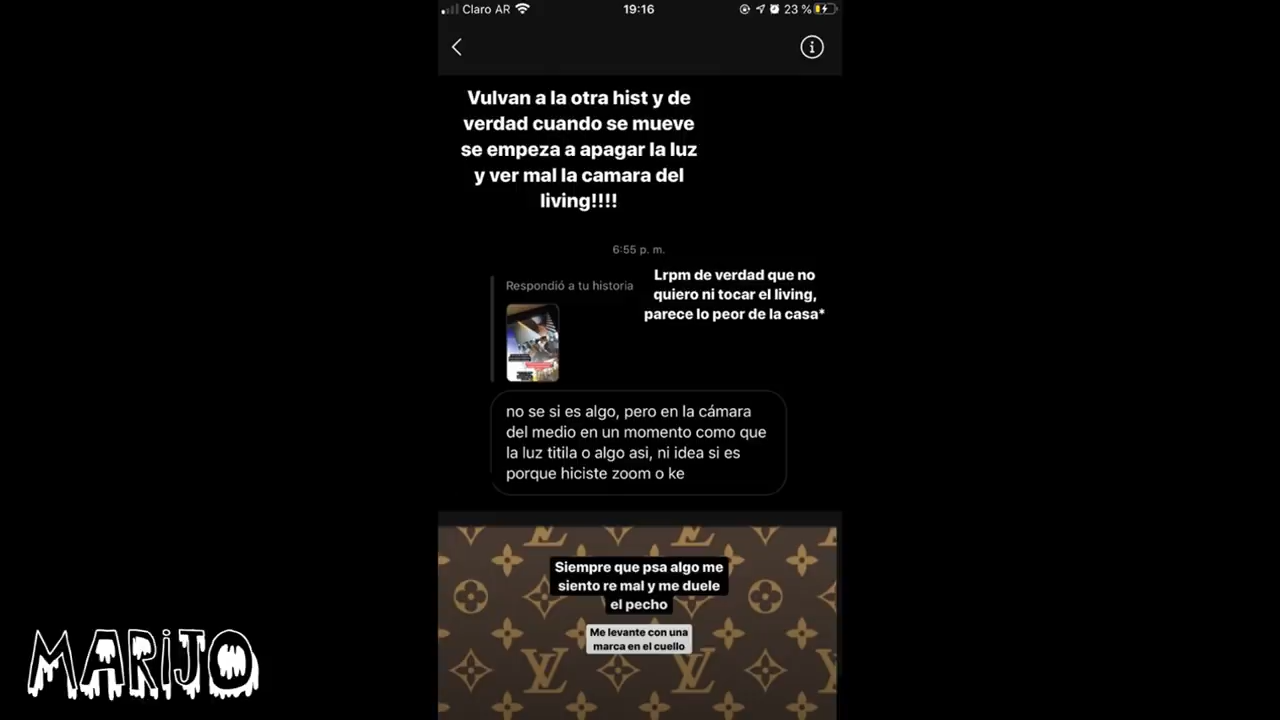 Claro AR
19:16
23 %
Vulvan a la otra hist y de
verdad cuando se mueve
se empeza a apagar la luz
y ver mal la camara del
living!!!!
6:55 p. m.
Respondió a tu historia
Lrpm de verdad que no
quiero ni tocar el living,
parece lo peor de la casa*
no se si es algo, pero en la cámara
del medio en un momento como que
la luz titila o algo asi, ni idea si es
porque hiciste zoom o ke
Siempre que psa algo me
siento re mal y me duele
el pecho
Me levante con una
marca en el cuello
MARiJO